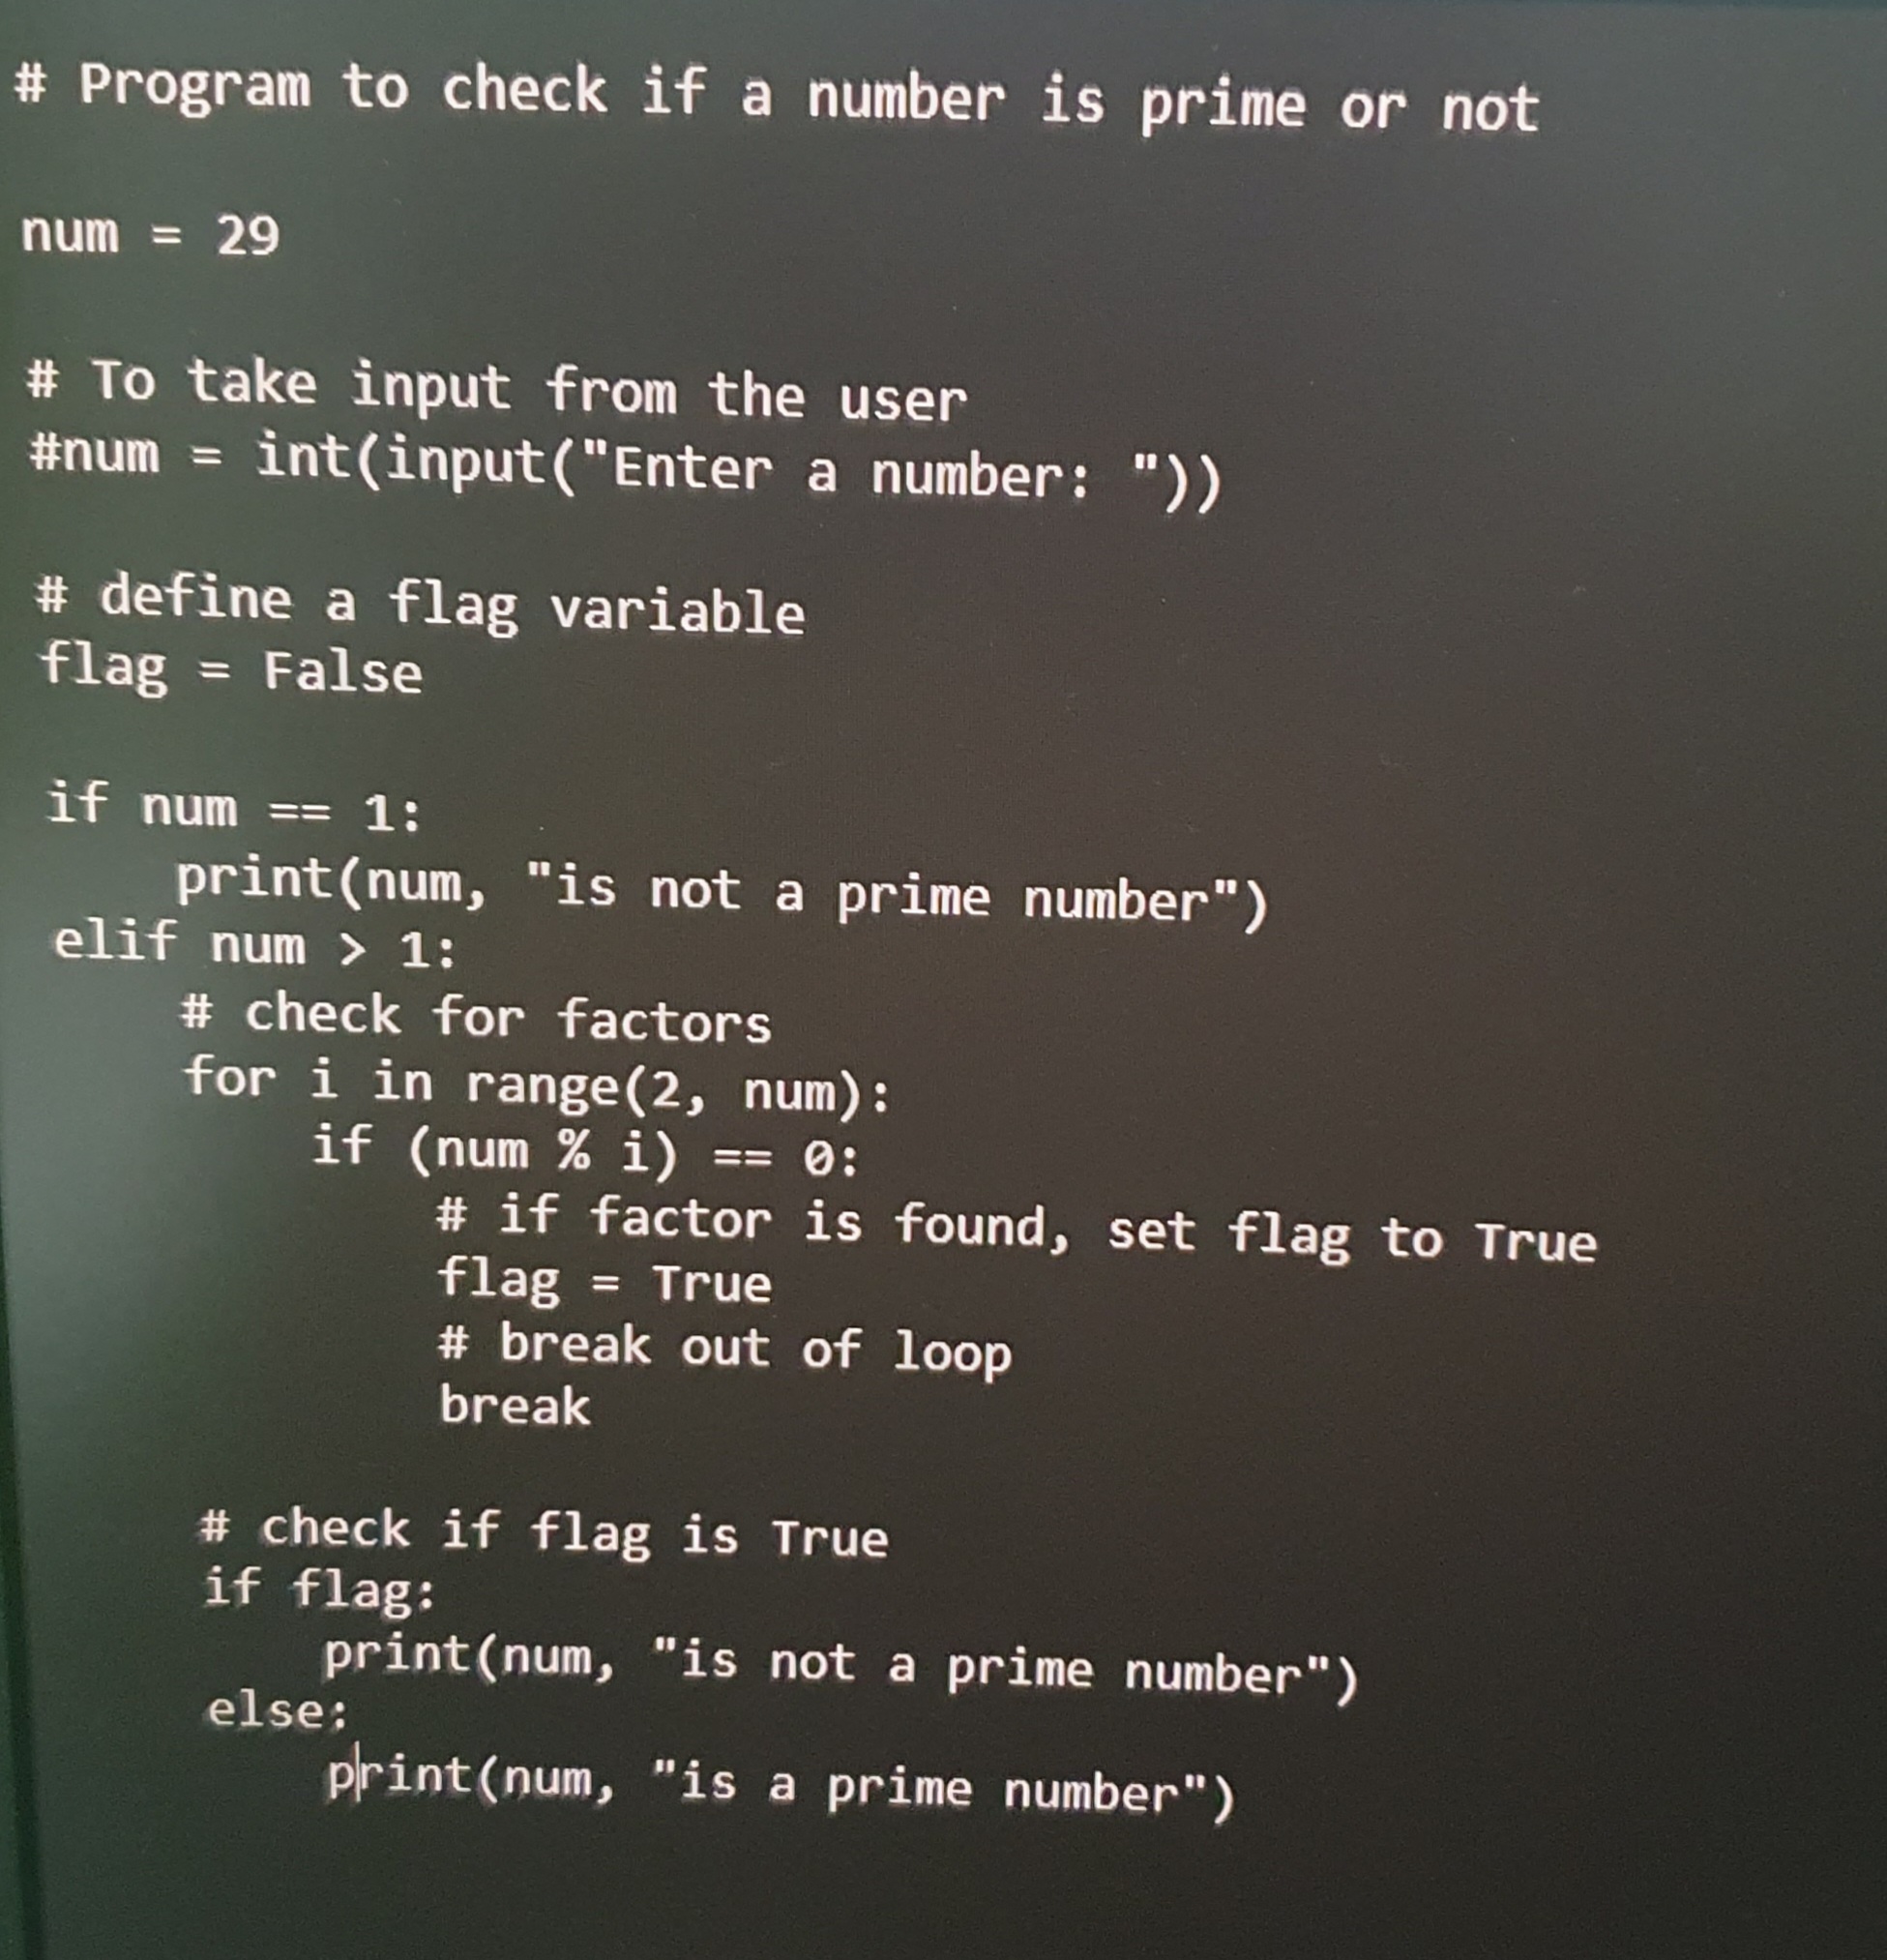 # Program to check if a number is prime or not

num = 29

# To take input from the user
#num = int(input("Enter a number: "))

# define a flag variable
flag = False

if num == 1:
    print(num, "is not a prime number")
elif num > 1:
    # check for factors
    for i in range(2, num):
        if (num % i) == 0:
            # if factor is found, set flag to True
            flag = True
            # break out of loop
            break

    # check if flag is True
    if flag:
        print(num, "is not a prime number")
    else:
        print(num, "is a prime number")